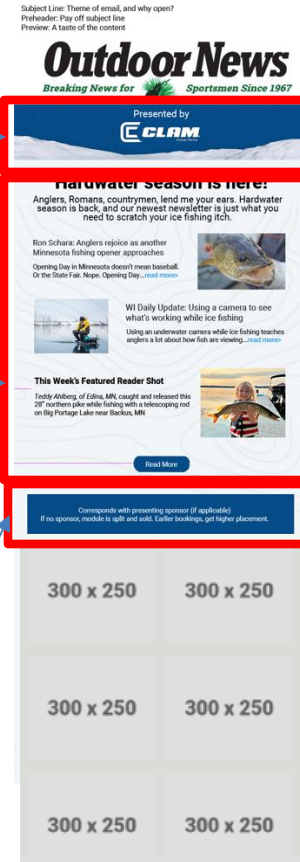 Subject Line: Theme of email, and why open?
Preheader: Pay off subject line
Preview: A taste of the content
Outdoor News
Breaking News for Sportsmen Since 1967
Presented by
CLAM
Hardwater season is here!
Anglers, Romans, countrymen, lend me your ears. Hardwater
season is back, and our newest newsletter is just what you
need to scratch your ice fishing itch.
Ron Schara: Anglers rejoice as another
Minnesota fishing opener approaches
Opening Day in Minnesota doesn't mean baseball.
Or the State Fair. Nope. Opening Day...read more»
WI Daily Update: Using a camera to see
what's working while ice fishing
Using an underwater camera while ice fishing teaches
anglers a lot about how fish are viewing...read more»
This Week's Featured Reader Shot
Teddy Ahlberg, of Edina, MN, caught and released this
28" northern pike while fishing with a telescoping rod
on Big Portage Lake near Backus, MN
Read More
Corresponds with presenting sponsor (if applicable)
If no sponsor, module is split and sold. Earlier bookings, get higher placement.
300 x 250
300 x 250
300 x 250
300 x 250
300 x 250
300 x 250